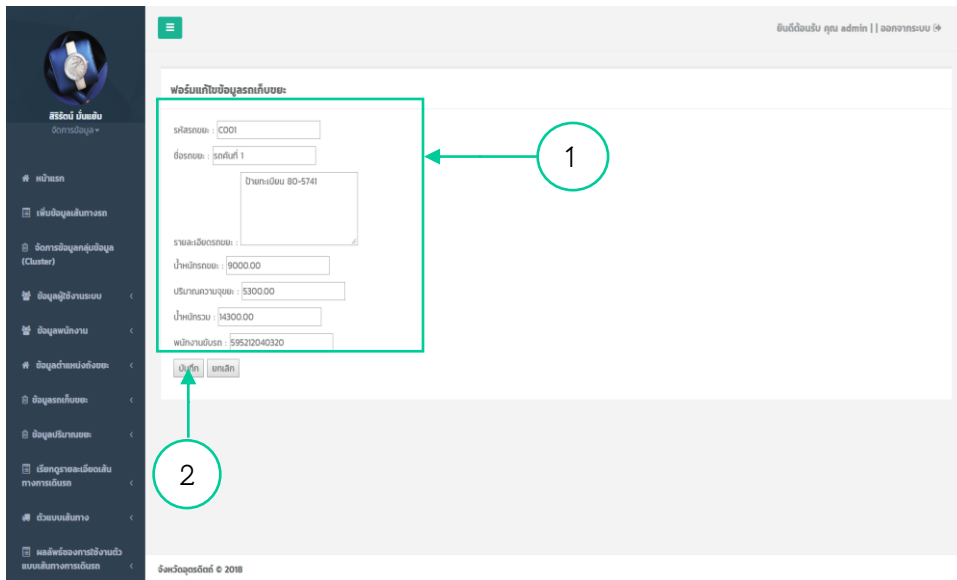 ยินดีต้อนรับ คุณ admin | | ออกจากระบบ
สิริรัตน์ มั่นแย้ม
จัดการข้อมูล
หน้าแรก
เพิ่มข้อมูลเส้นทางรถ
จัดการข้อมูลกลุ่มข้อมูล
(Cluster)
ข้อมูลผู้ใช้งานระบบ
ข้อมูลพนักงาน
ข้อมูลตำแหน่งถังขยะ
ข้อมูลรถเก็บขยะ
ข้อมูลปริมาณขยะ
เรียกดูรายละเอียดเส้น
ทางการเดินรถ
ตัวแบบเส้นทาง
ผลลัพธ์ของการใช้งานตัว
แบบเส้นทางการเดินรถ
ฟอร์มแก้ไขข้อมูลรถเก็บขยะ
รหัสรถขยะ : C001
ชื่อรถขยะ : รถคันที่ 1
ป้ายทะเบียน 80-5741
รายละเอียดรถขยะ :
น้ำหนักรถขยะ : 9000.00
ปริมาณความจุขยะ : 5300.00
น้ำหนักรวม : 14300.00
พนักงานขับรถ : 595212040320
บันทึก ยกเลิก
1
2
จังหวัดอุตรดิตถ์ © 2018